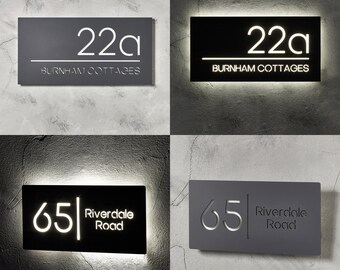 22a
BURNHAM COTTAGES
22a
BURNHAM COTTAGES
65
Riverdale
Road
65
Riverdale
Road